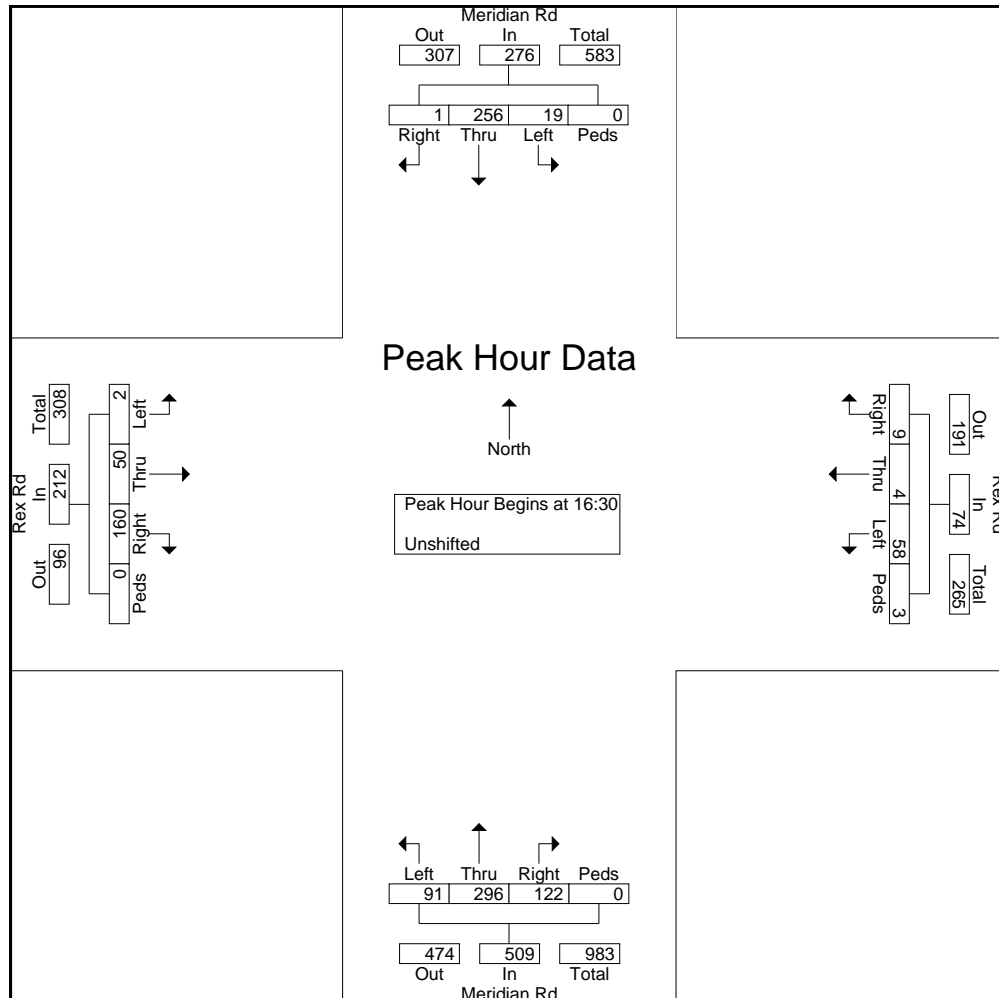 Meridian Rd
Out In Total
307 276 583
1 256 19 0
Right Thru Left Peds
Peak Hour Data
North
Peak Hour Begins at 16:30
Unshifted
Rex Rd
Total In Out
308 212 96
2 50 160 0
Left Thru Right Peds
Right Thru Left Peds
9 4 58 3
Out In Total
191 74 265
Rex Rd
Left Thru Right Peds
91 296 122 0
474 509 983
Out In Total
Meridian Rd